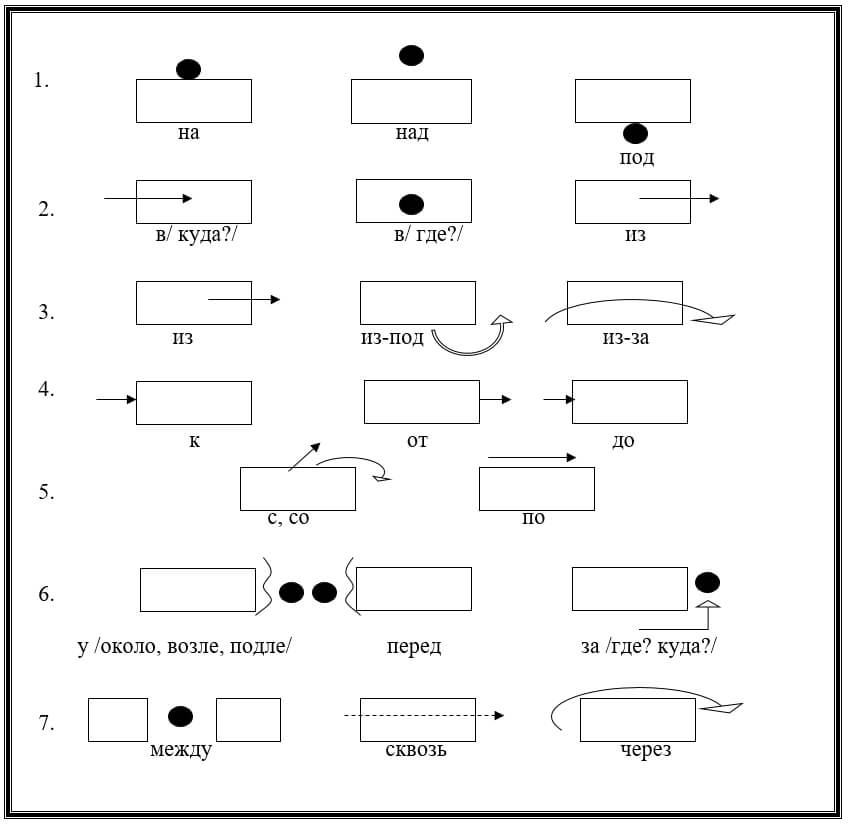 1.
на над под
2.
в/ куда?/ в/ где?/ из
3.
из из-под из-за
4.
к от до
5.
с, со по
6.
у /около, возле, подле/ перед за /где? куда?/
7.
между сквозь через